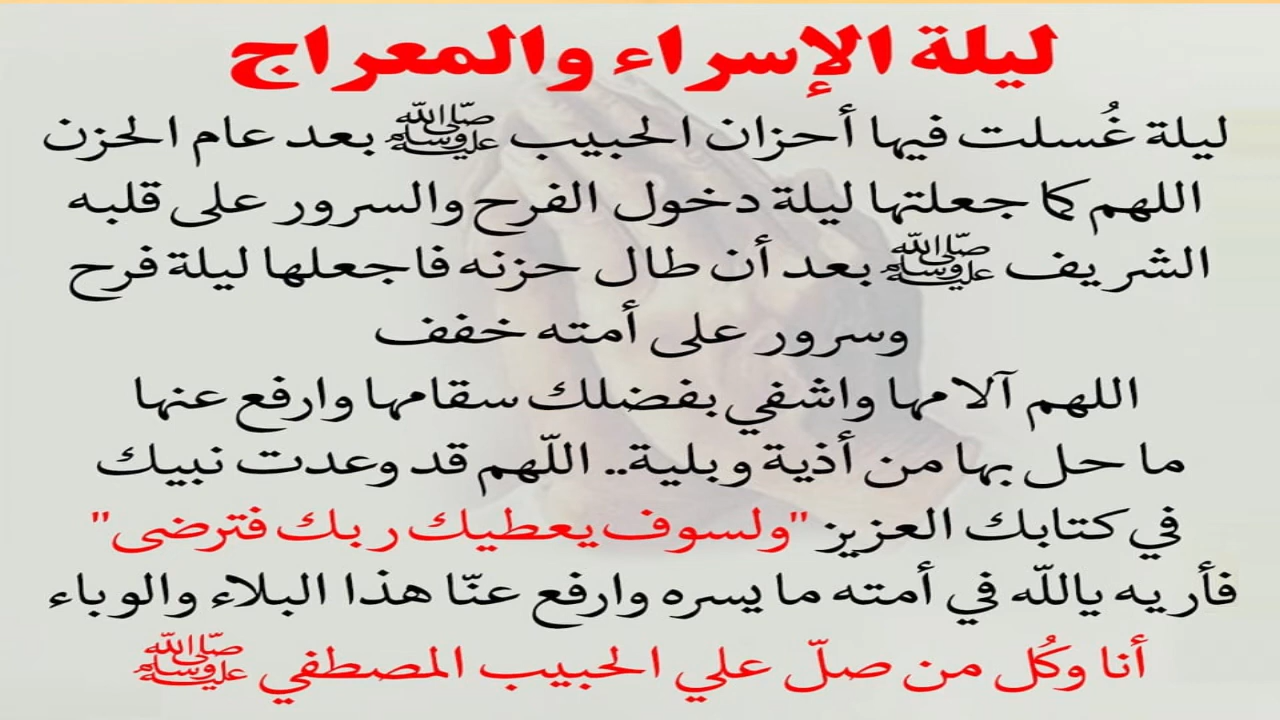 ليلة الإسراء والمعراج
ليلة غُسلت فيها أحزان الحبيب ﷺ بعد عام الحزن
اللهم كما جعلتها ليلة دخول الفرح والسرور على قلبه
الشريف ﷺ بعد أن طال حزنه فاجعلها ليلة فرح
وسرور على أمته خفف
اللهم آلامها واشفي بفضلك سقامها وارفع عنها
ما حل بها من أذية وبلية.. اللّهم قد وعدت نبيك
في كتابك العزيز "ولسوف يعطيك ربك فترضى"
فأريه ياللّه في أمته ما يسره وارفع عنّا هذا البلاء والوباء
أنا وكُل من صلّ علي الحبيب المصطفي ﷺ